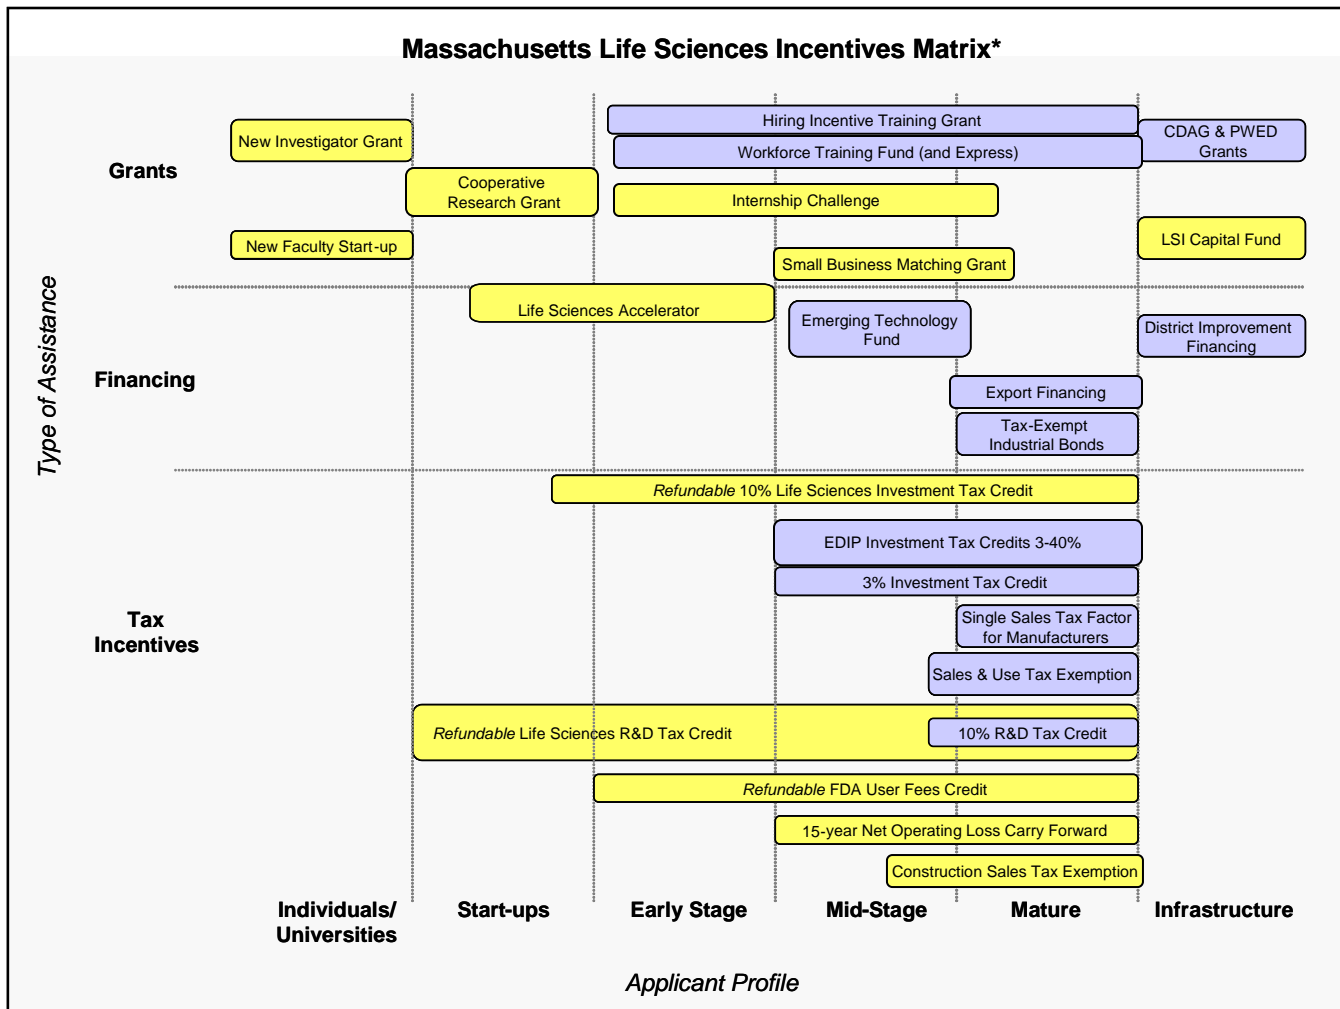 Massachusetts Life Sciences Incentives Matrix*
Type of Assistance
Grants
New Investigator Grant
Hiring Incentive Training Grant
Workforce Training Fund (and Express)
CDAG & PWED
Grants
Cooperative
Research Grant
Internship Challenge
New Faculty Start-up
LSI Capital Fund
Small Business Matching Grant
Financing
Life Sciences Accelerator
Emerging Technology
Fund
District Improvement
Financing
Export Financing
Tax-Exempt
Industrial Bonds
Tax
Incentives
Refundable 10% Life Sciences Investment Tax Credit
EDIP Investment Tax Credits 3-40%
3% Investment Tax Credit
Single Sales Tax Factor
for Manufacturers
Sales & Use Tax Exemption
Refundable Life Sciences R&D Tax Credit
10% R&D Tax Credit
Refundable FDA User Fees Credit
15-year Net Operating Loss Carry Forward
Construction Sales Tax Exemption
Individuals/
Universities
Start-ups
Early Stage
Mid-Stage
Mature
Infrastructure
Applicant Profile